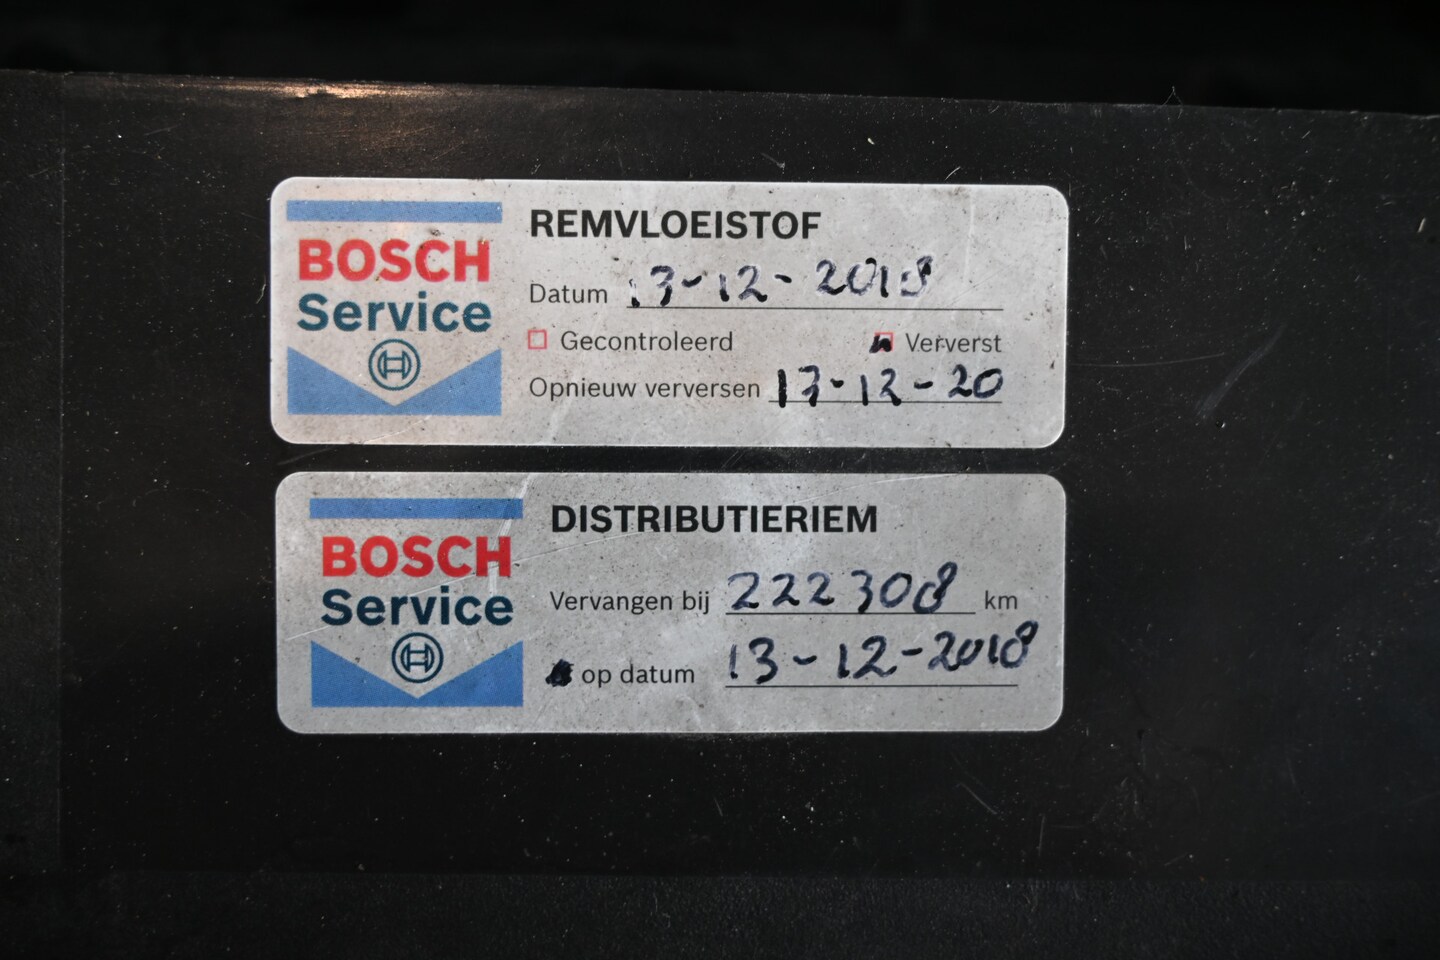 BOSCH
Service
REMVLOEISTOF
Datum 13-12-2018
Gecontroleerd Ververst
Opnieuw verversen 13-12-20
BOSCH
Service
DISTRIBUTIERIEM
Vervangen bij 222308 km
op datum 13-12-2018